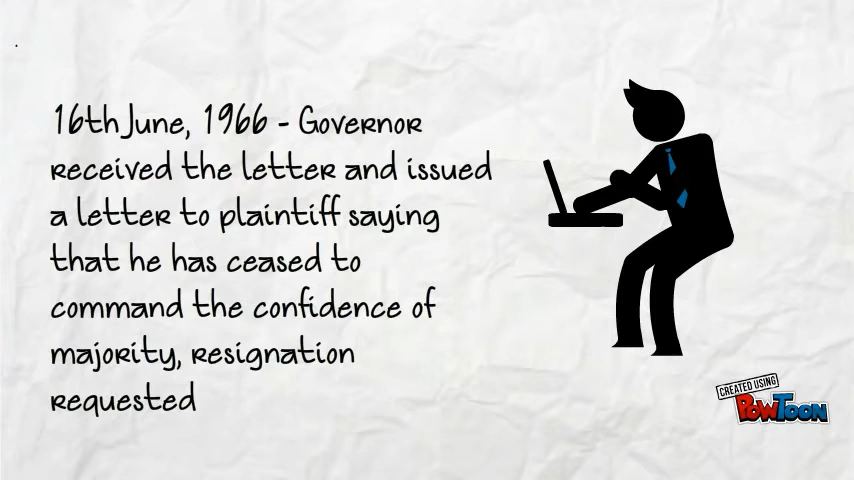 16th June, 1966 - Governor
received the letter and issued
a letter to plaintiff saying
that he has ceased to
command the confidence of
majority, resignation
requested
CREATED USING
POWTOON